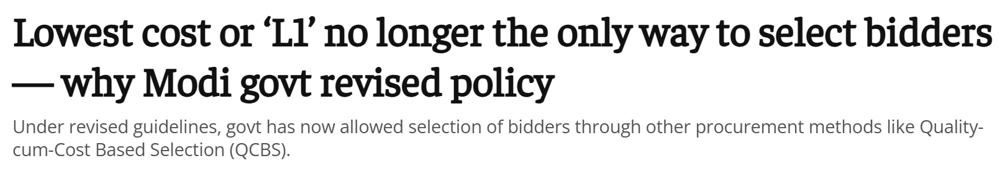 Lowest cost or ‘L1’ no longer the only way to select bidders
— why Modi govt revised policy
Under revised guidelines, govt has now allowed selection of bidders through other procurement methods like Quality-
cum-Cost Based Selection (QCBS).